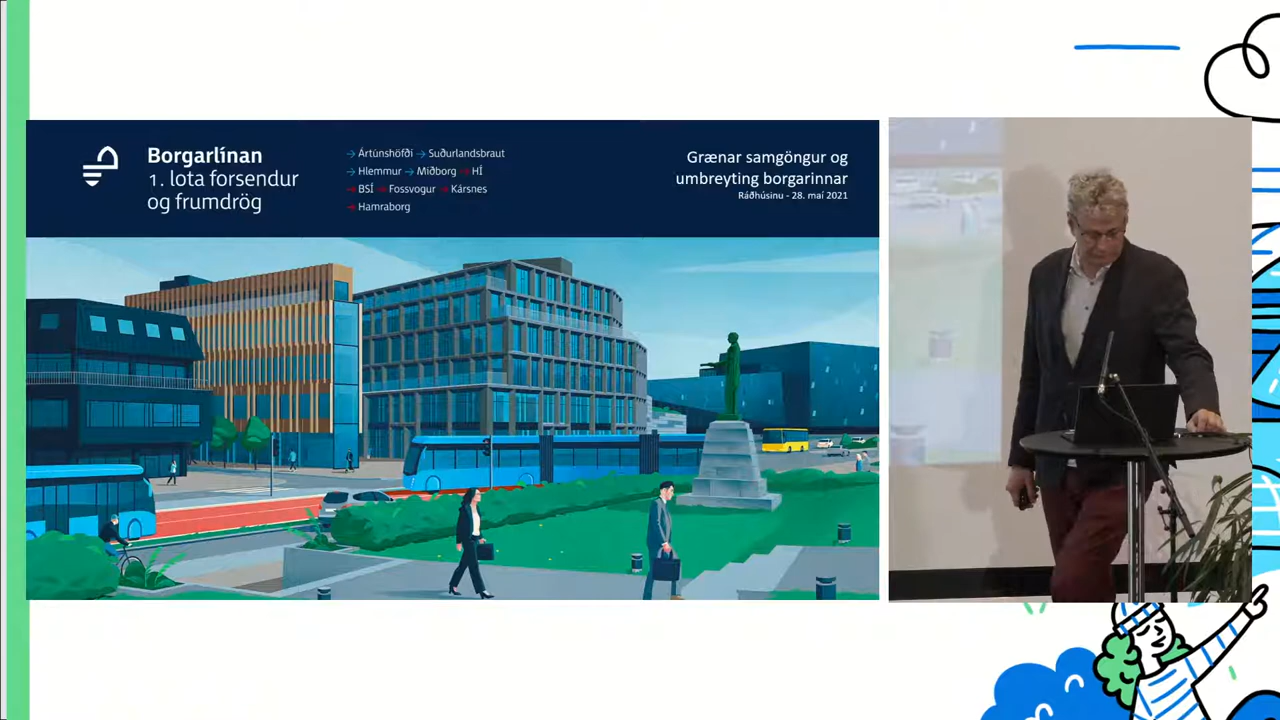 Borgarlínan
1. lota forsendur
og frumdrög
→ Ártúnshöfði → Suðurlandsbraut
→ Hlemmur → Miðborg → HÍ
→ BSÍ → Fossvogur → Kársnes
→ Hamraborg
Grænar samgöngur og
umbreyting borgarinnar
Ráðhúsinu - 28. maí 2021